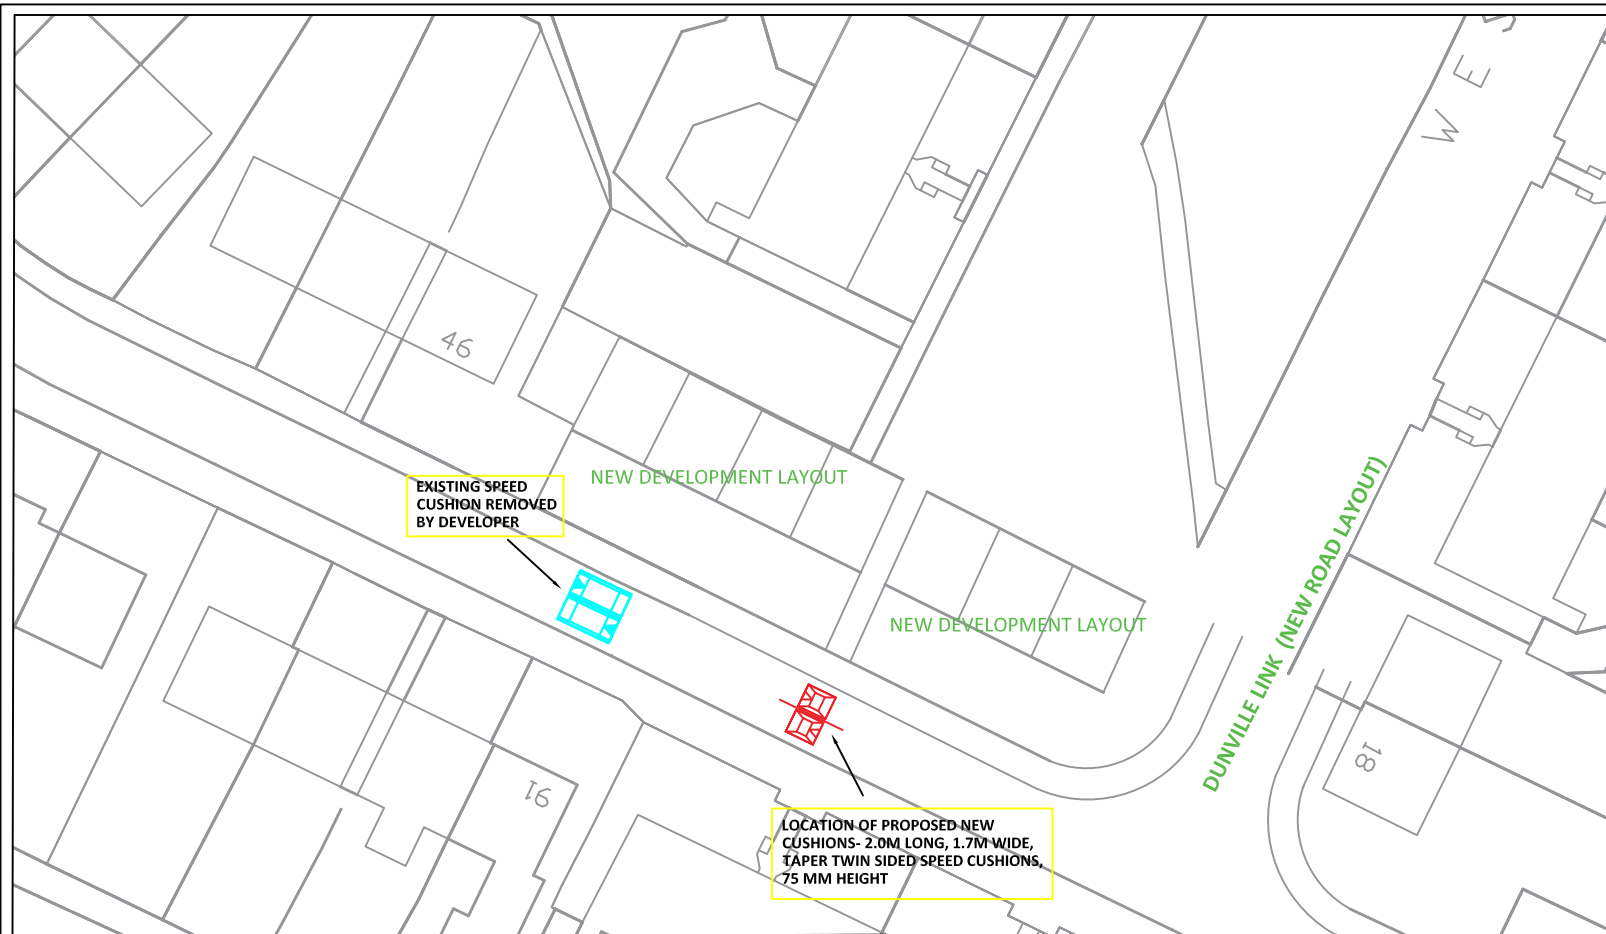 W E
46
NEW DEVELOPMENT LAYOUT
EXISTING SPEED
CUSHION REMOVED
BY DEVELOPER
NEW DEVELOPMENT LAYOUT
DUNVILLE LINK (NEW ROAD LAYOUT)
18
91
LOCATION OF PROPOSED NEW
CUSHIONS- 2.0M LONG, 1.7M WIDE,
TAPER TWIN SIDED SPEED CUSHIONS,
75 MM HEIGHT